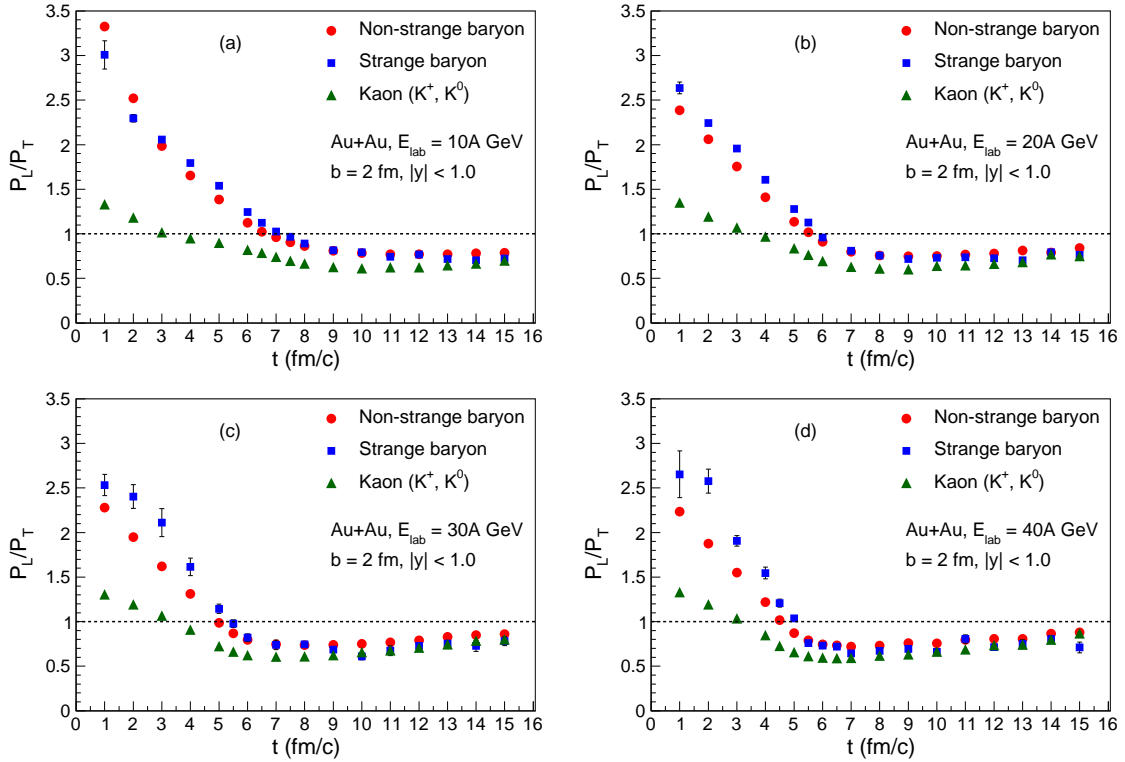 (a)
Non-strange baryon
Strange baryon
Kaon (K⁺, K⁰)
Au+Au, E_lab = 10A GeV
b = 2 fm, |y| < 1.0
P_L/P_T
3.5
3
2.5
2
1.5
1
0.5
0
0 1 2 3 4 5 6 7 8 9 10 11 12 13 14 15 16
t (fm/c)
(b)
Non-strange baryon
Strange baryon
Kaon (K⁺, K⁰)
Au+Au, E_lab = 20A GeV
b = 2 fm, |y| < 1.0
P_L/P_T
3.5
3
2.5
2
1.5
1
0.5
0
0 1 2 3 4 5 6 7 8 9 10 11 12 13 14 15 16
t (fm/c)
(c)
Non-strange baryon
Strange baryon
Kaon (K⁺, K⁰)
Au+Au, E_lab = 30A GeV
b = 2 fm, |y| < 1.0
P_L/P_T
3.5
3
2.5
2
1.5
1
0.5
0
0 1 2 3 4 5 6 7 8 9 10 11 12 13 14 15 16
t (fm/c)
(d)
Non-strange baryon
Strange baryon
Kaon (K⁺, K⁰)
Au+Au, E_lab = 40A GeV
b = 2 fm, |y| < 1.0
P_L/P_T
3.5
3
2.5
2
1.5
1
0.5
0
0 1 2 3 4 5 6 7 8 9 10 11 12 13 14 15 16
t (fm/c)